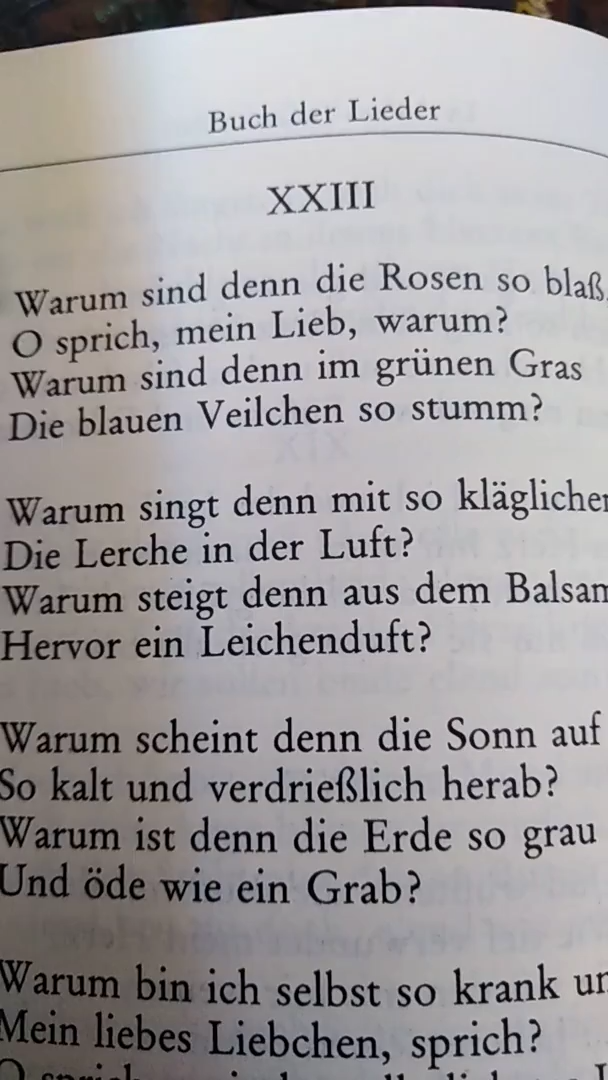 Buch der Lieder
XXIII
Warum sind denn die Rosen so blaß,
O sprich, mein Lieb, warum?
Warum sind denn im grünen Gras
Die blauen Veilchen so stumm?
Warum singt denn mit so kläglichem
Die Lerche in der Luft?
Warum steigt denn aus dem Balsam
Hervor ein Leichenduft?
Warum scheint denn die Sonn auf
So kalt und verdrießlich herab?
Warum ist denn die Erde so grau
Und öde wie ein Grab?
Warum bin ich selbst so krank un
Mein liebes Liebchen, sprich?
O sprich